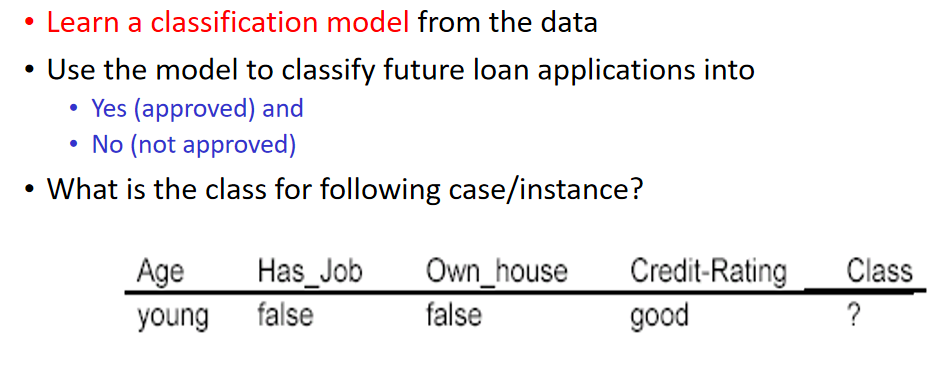 • Learn a classification model from the data
• Use the model to classify future loan applications into
• Yes (approved) and
• No (not approved)
• What is the class for following case/instance?
Age Has_Job Own_house Credit-Rating Class
young false false good ?